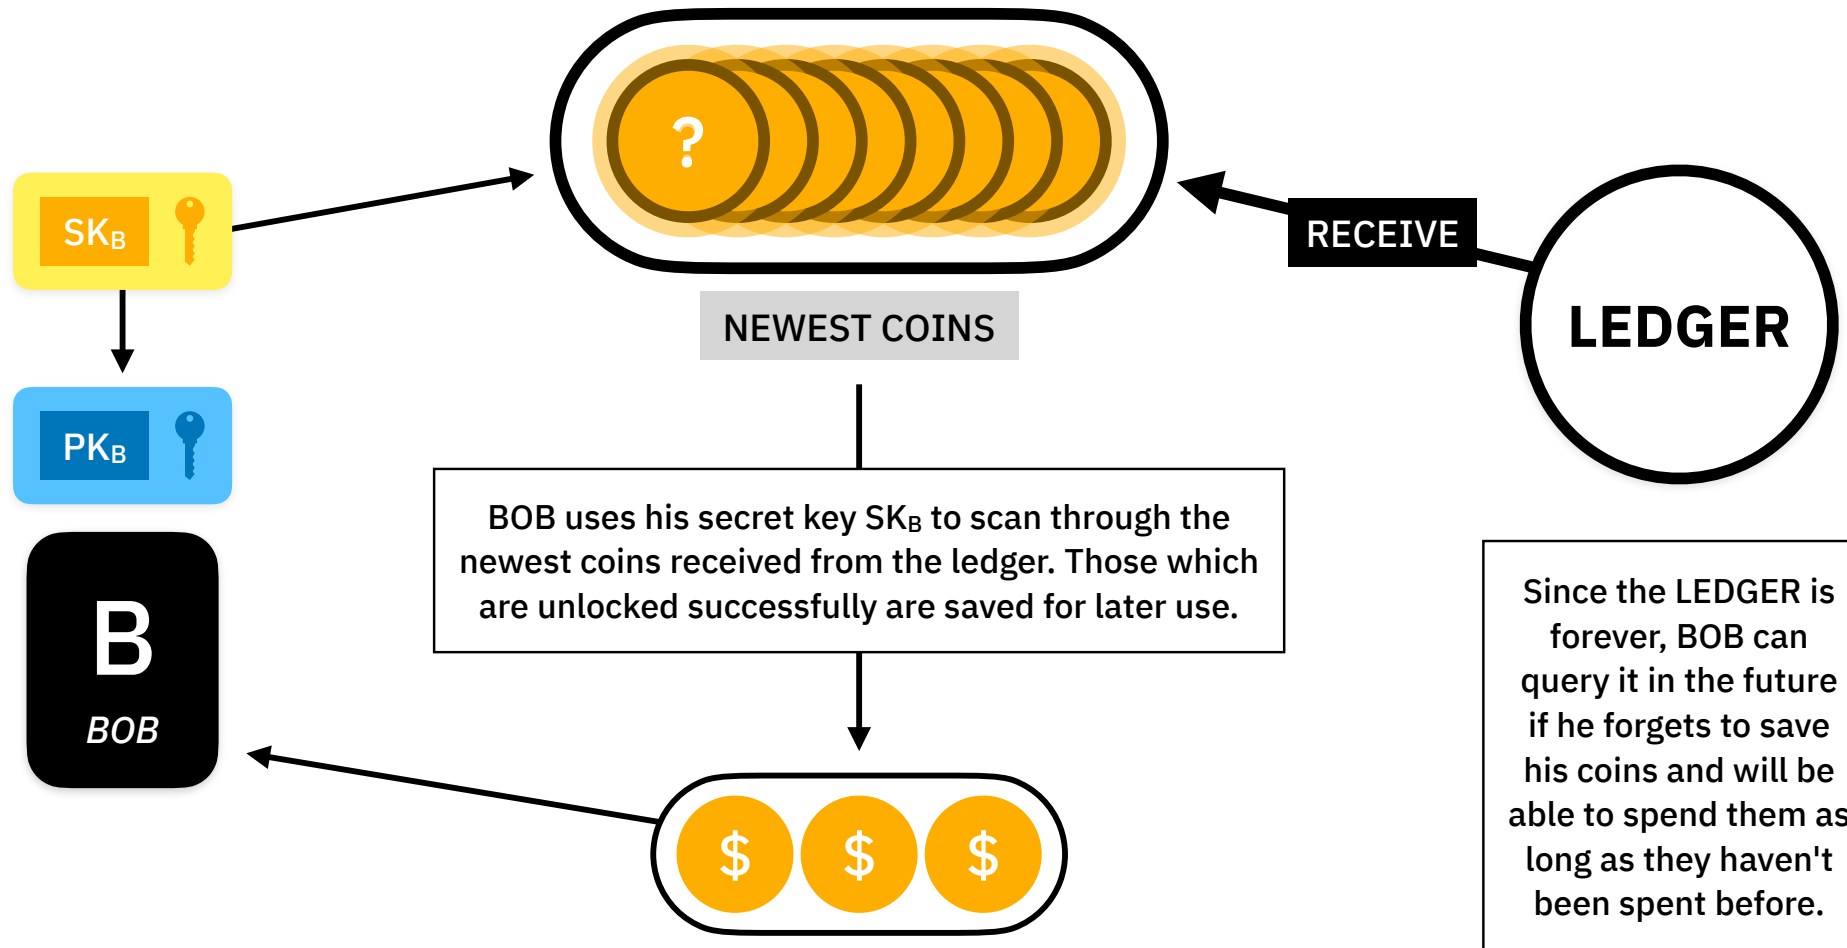 ?
SKB
RECEIVE
LEDGER
NEWEST COINS
PKB
BOB uses his secret key SKB to scan through the
newest coins received from the ledger. Those which
are unlocked successfully are saved for later use.
B
BOB
$ $ $
Since the LEDGER is
forever, BOB can
query it in the future
if he forgets to save
his coins and will be
able to spend them as
long as they haven't
been spent before.